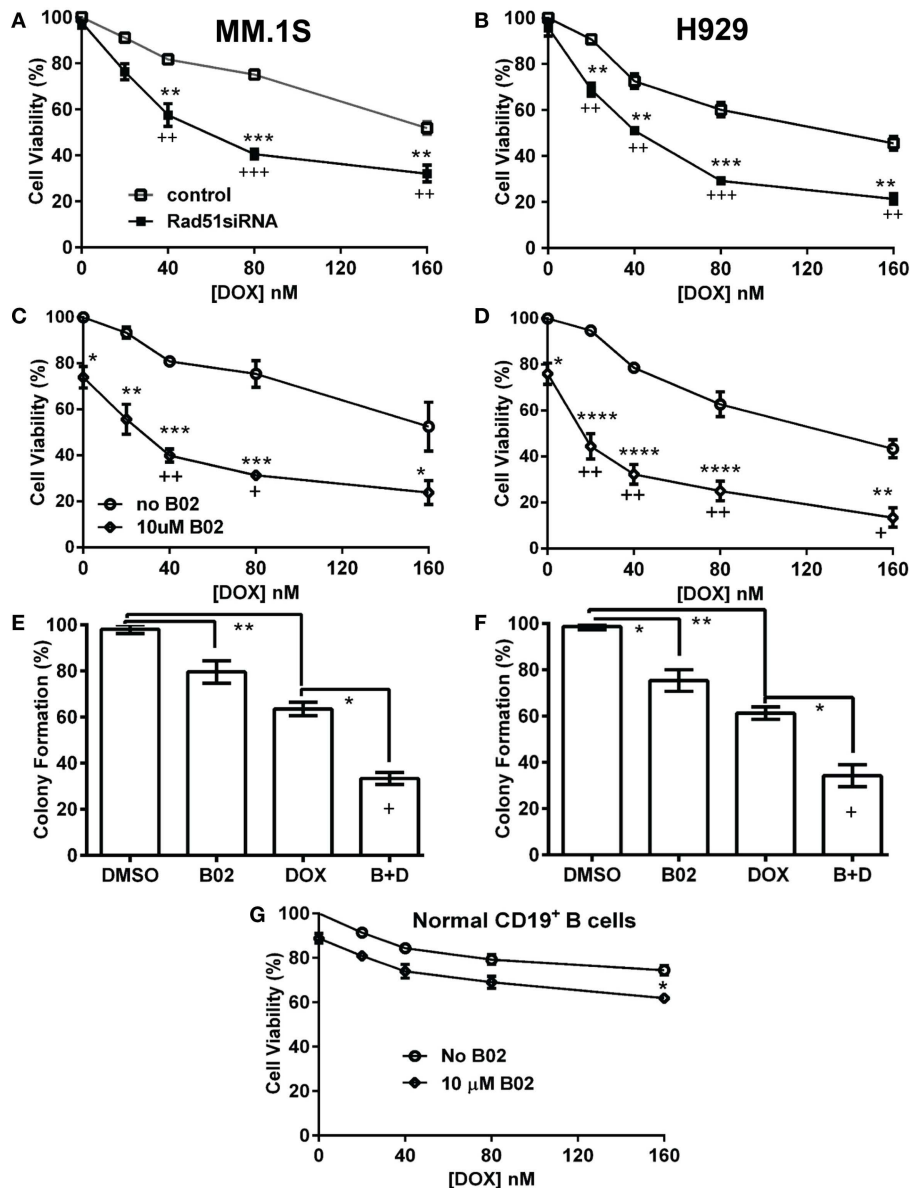 A
MM.1S
Cell Viability (%)
100
80
60
40
20
0
**
++
***
+++
**
++
control
Rad51siRNA
0 40 80 120 160
[DOX] nM
B
H929
Cell Viability (%)
100
80
60
40
20
0
**
++
**
++
***
+++
**
++
0 40 80 120 160
[DOX] nM
C
Cell Viability (%)
100
80
60
40
20
0
*
**
***
++
***
+
*
no B02
10uM B02
0 40 80 120 160
[DOX] nM
D
Cell Viability (%)
100
80
60
40
20
0
*
****
++
****
++
****
++
**
+
0 40 80 120 160
[DOX] nM
E
Colony Formation (%)
100
80
60
40
20
0
**
*
+
DMSO B02 DOX B+D
F
Colony Formation (%)
100
80
60
40
20
0
*
**
*
+
DMSO B02 DOX B+D
G
Normal CD19⁺ B cells
Cell Viability (%)
100
80
60
40
20
0
*
No B02
10 μM B02
0 40 80 120 160
[DOX] nM